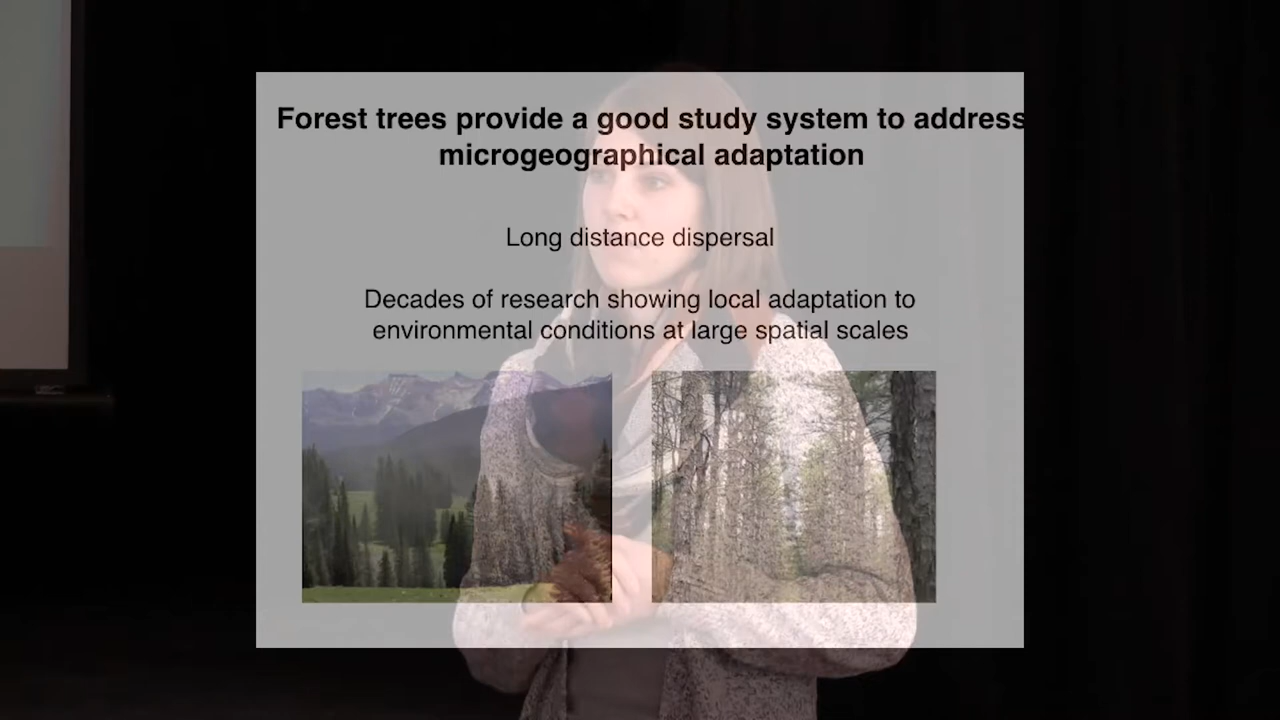 Forest trees provide a good study system to address
microgeographical adaptation
Long distance dispersal
Decades of research showing local adaptation to
environmental conditions at large spatial scales